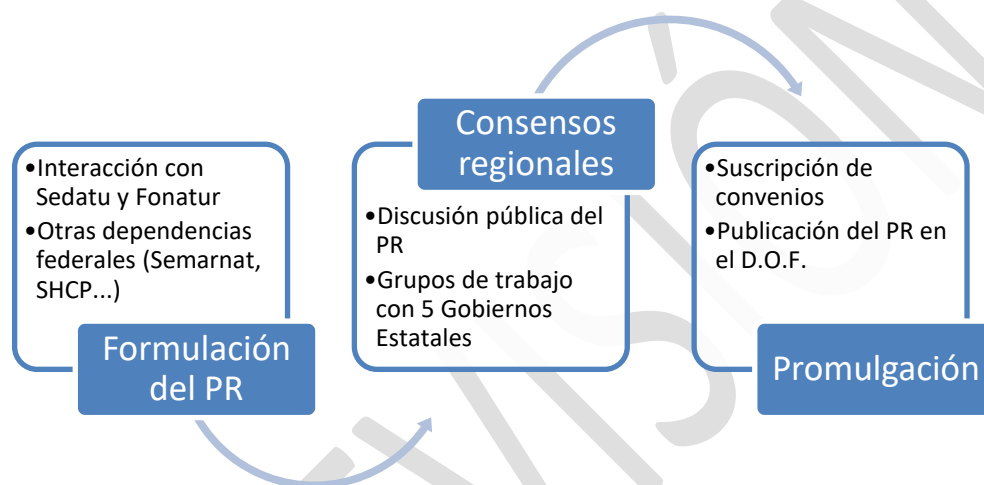 •Interacción con
Sedatu y Fonatur
•Otras dependencias
federales (Semarnat,
SHCP...)
Formulación
del PR
Consensos
regionales
•Discusión pública del
PR
•Grupos de trabajo
con 5 Gobiernos
Estatales
•Suscripción de
convenios
•Publicación del PR en
el D.O.F.
Promulgación